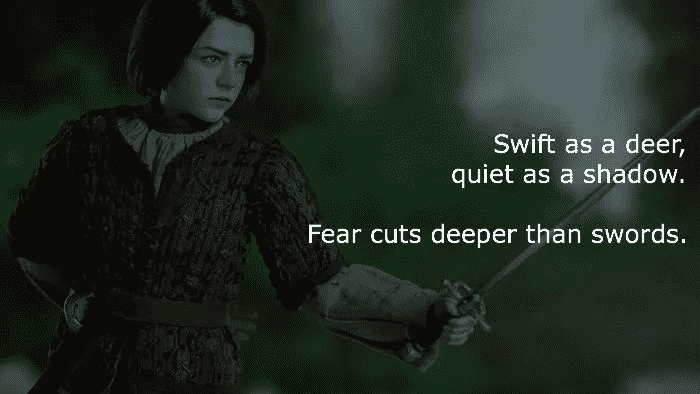 Swift as a deer,
quiet as a shadow.
Fear cuts deeper than swords.